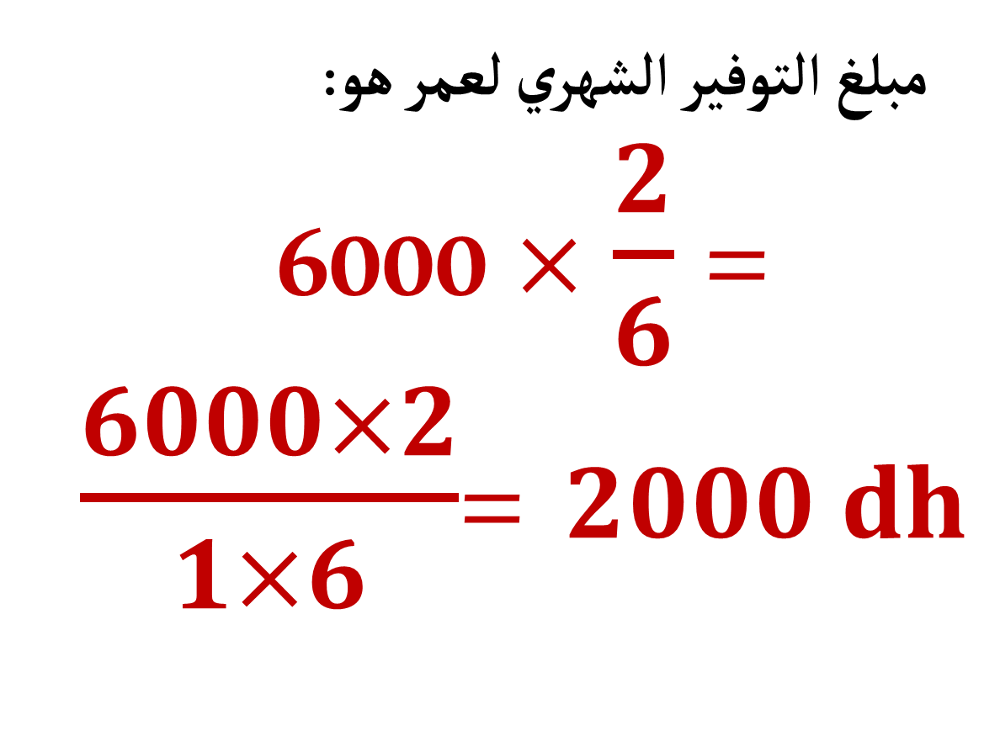 مبلغ التوفير الشهري لعمر هو:
6000 × 2/6 =
6000×2/1×6 = 2000 dh